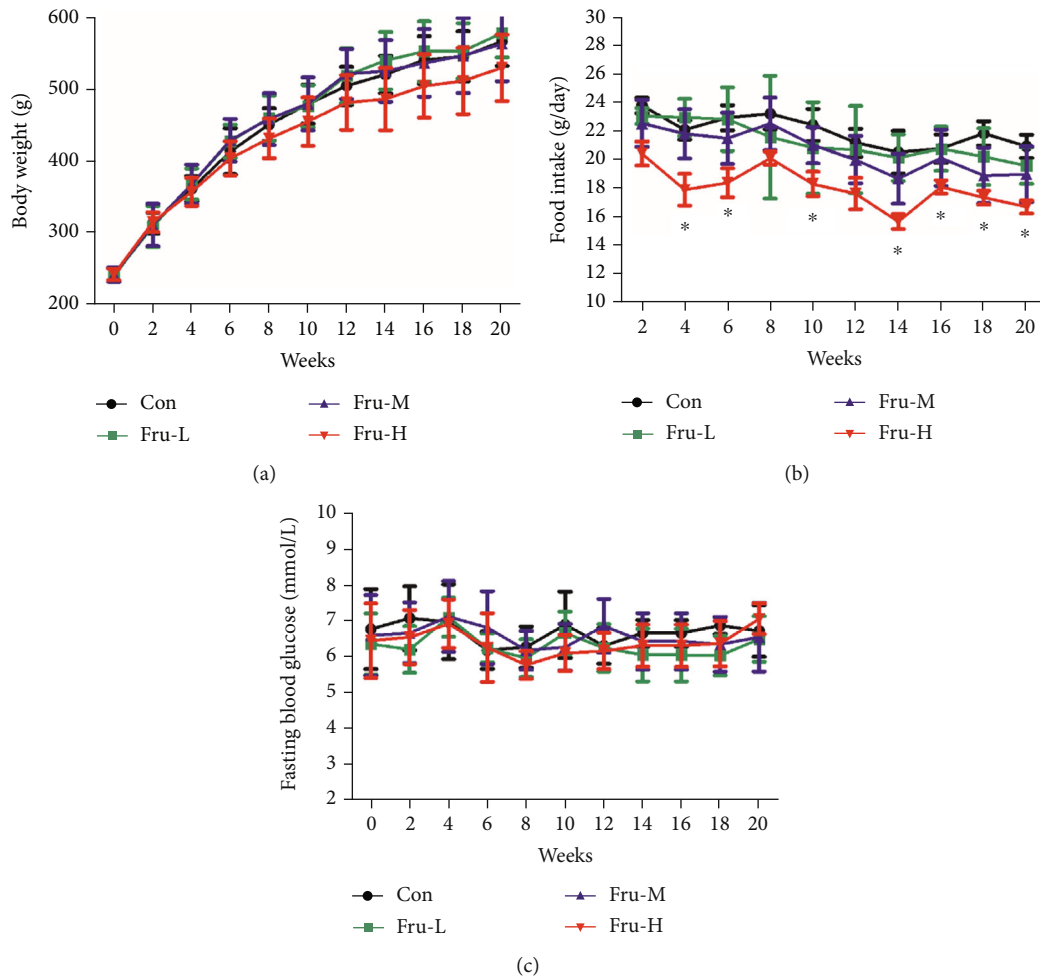 600
500
400
300
200
Body weight (g)
0 2 4 6 8 10 12 14 16 18 20
Weeks
Con Fru-M
Fru-L Fru-H
(a)
30
28
26
24
22
20
18
16
14
12
10
Food intake (g/day)
* * * * * * *
2 4 6 8 10 12 14 16 18 20
Weeks
Con Fru-M
Fru-L Fru-H
(b)
10
9
8
7
6
5
4
3
2
Fasting blood glucose (mmol/L)
0 2 4 6 8 10 12 14 16 18 20
Weeks
Con Fru-M
Fru-L Fru-H
(c)